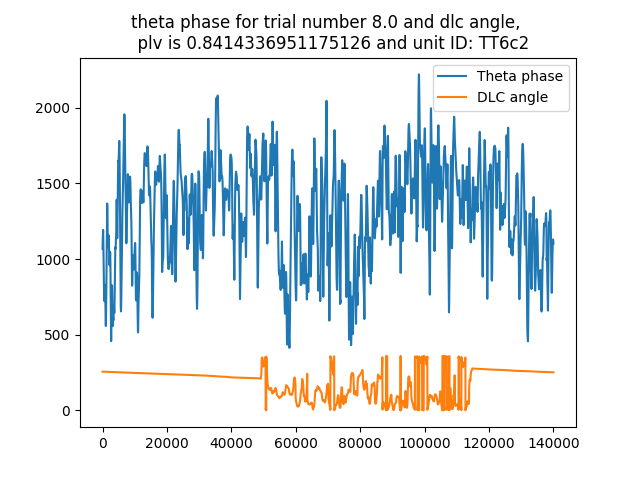 theta phase for trial number 8.0 and dlc angle,
plv is 0.8414336951175126 and unit ID: TT6c2
Theta phase
DLC angle
2000
1500
1000
500
0
0 20000 40000 60000 80000 100000 120000 140000